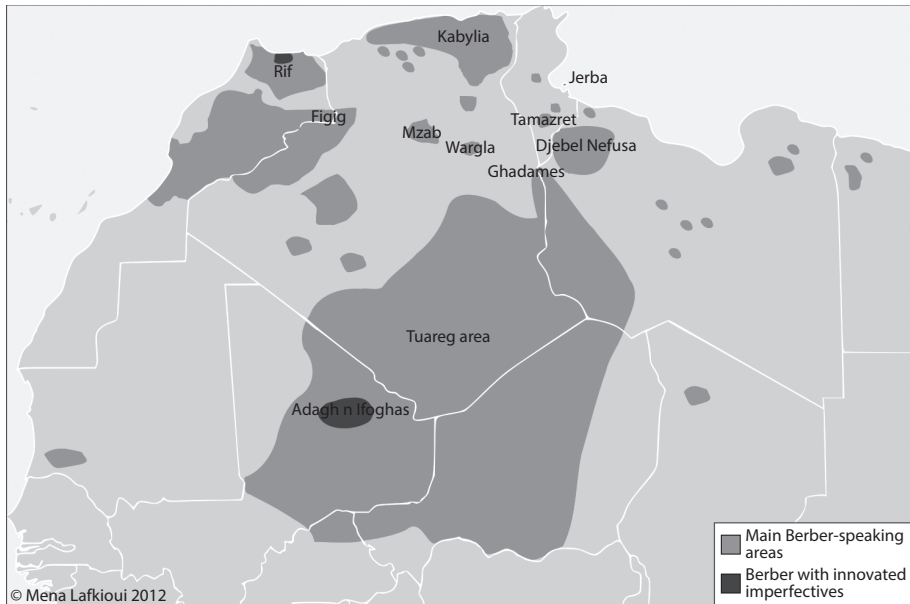 Kabylia
Rif
Jerba
Figig
Tamazret
Mzab
Wargla
Djebel Nefusa
Ghadames
Tuareg area
Adagh n Ifoghas
Main Berber-speaking
areas
Berber with innovated
imperfectives
© Mena Lafkioui 2012